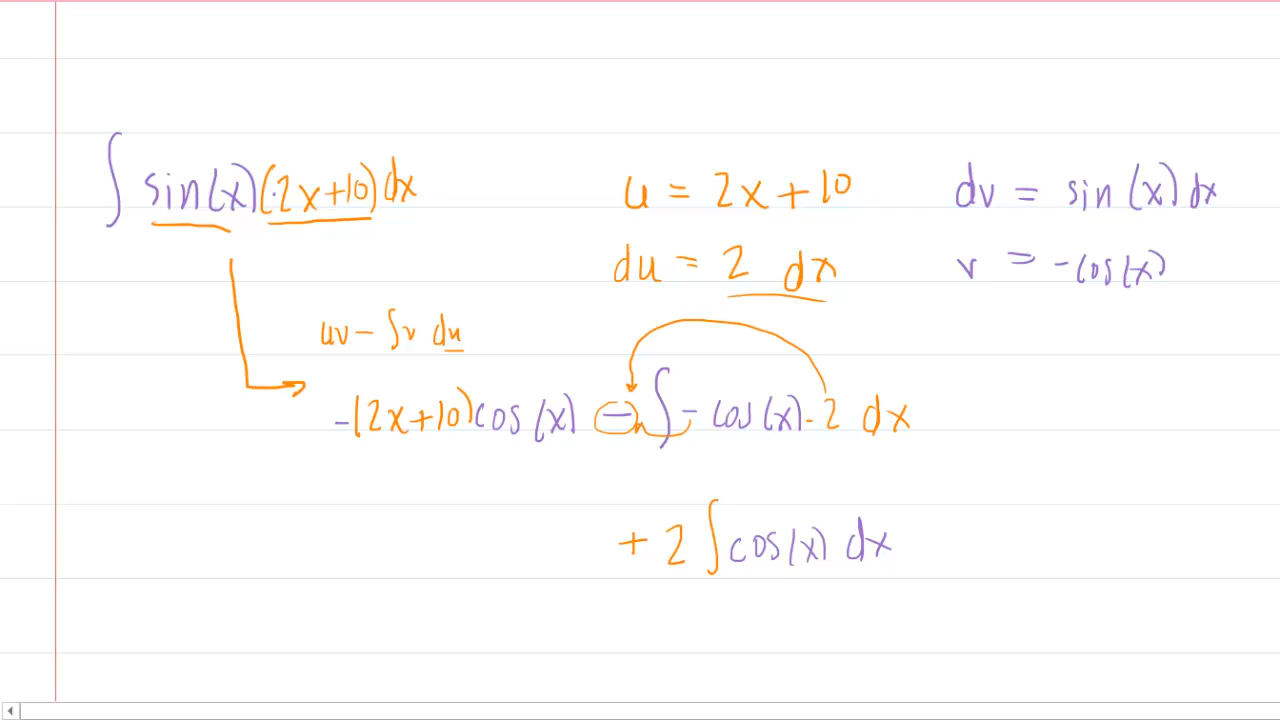 ∫ sin(x)(2x+10)dx
u = 2x+10
dv = sin(x)dx
du = 2 dx
v = -cos(x)
uv - ∫v du
-(2x+10)cos(x) - ∫ -cos(x)·2 dx
+ 2 ∫cos(x) dx